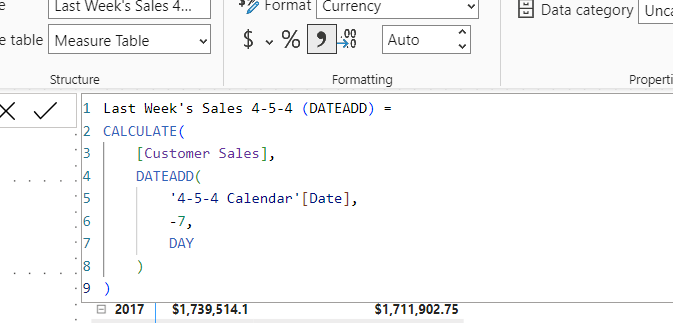 e
Last Week's Sales 4...
Format
Currency
Data category
Unca
e table
Measure Table
$
%
,
.00
→0
Auto
Structure
Formatting
Properti
1 Last Week's Sales 4-5-4 (DATEADD) =
2 CALCULATE(
3 [Customer Sales],
4 DATEADD(
5 '4-5-4 Calendar'[Date],
6 -7,
7 DAY
8 )
9 )
2017 $1,739,514.1 $1,711,902.75